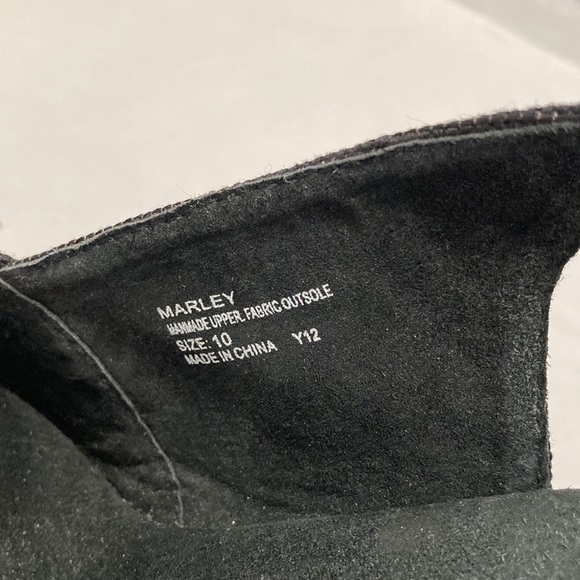 MARLEY
MANMADE UPPER. FABRIC OUTSOLE
SIZE: 10
MADE IN CHINA Y12